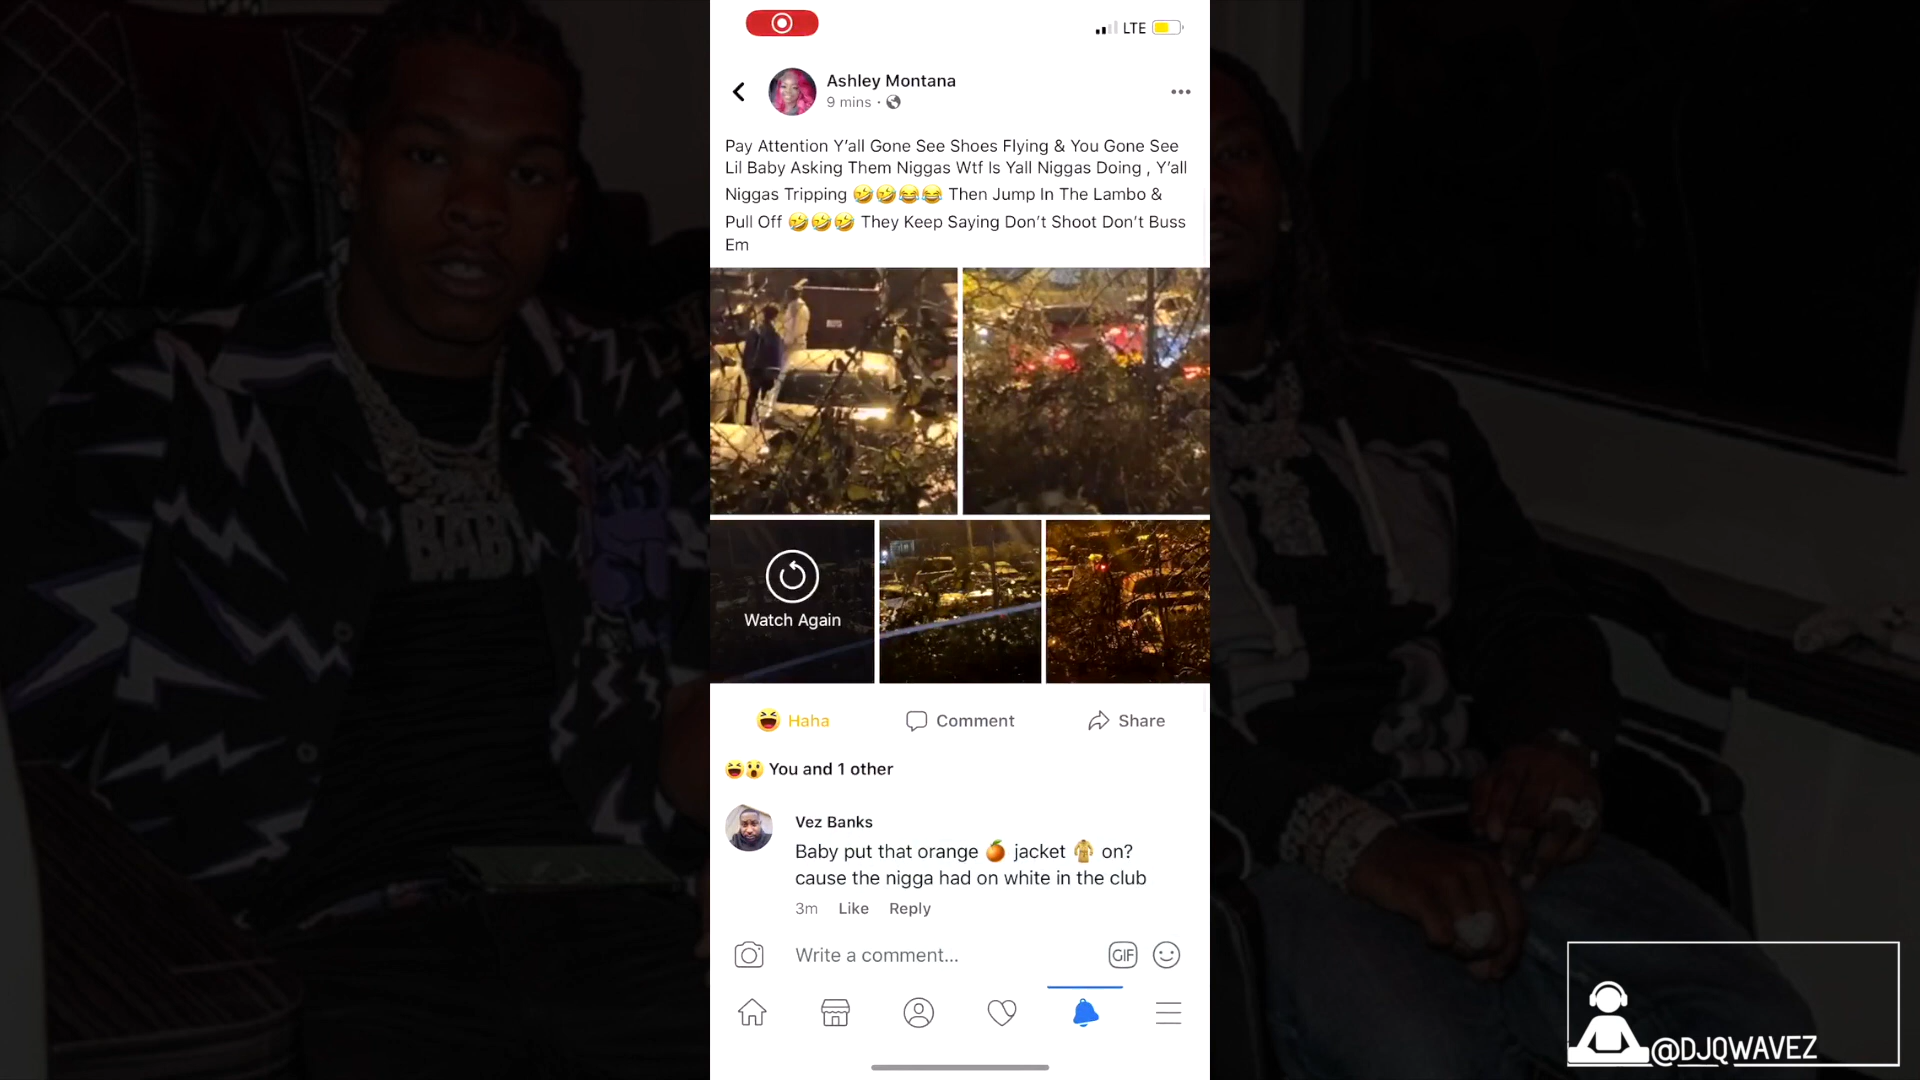 LTE
Ashley Montana
9 mins ·
Pay Attention Y'all Gone See Shoes Flying & You Gone See
Lil Baby Asking Them Niggas Wtf Is Yall Niggas Doing , Y'all
Niggas Tripping 🤣🤣😂😂 Then Jump In The Lambo &
Pull Off 🤣🤣🤣 They Keep Saying Don't Shoot Don't Buss
Em
Watch Again
Haha
Comment
Share
You and 1 other
Vez Banks
Baby put that orange 🍊 jacket 🧥 on?
cause the nigga had on white in the club
3m Like Reply
Write a comment...
GIF
BABY
@DJQWAVEZ